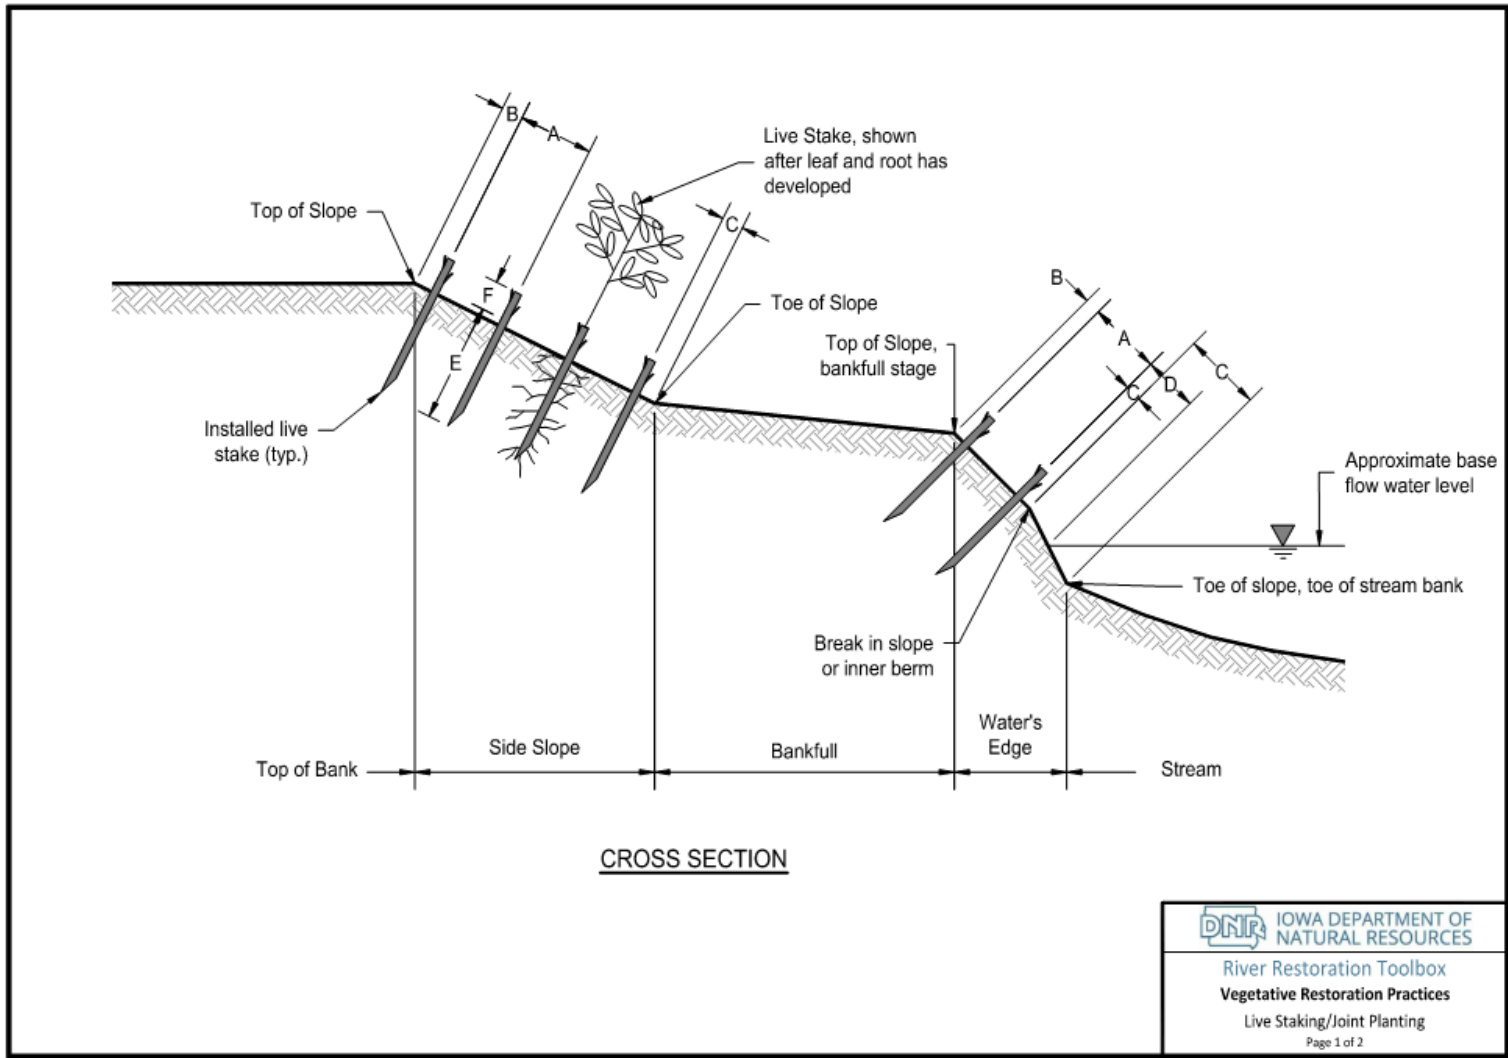 B
A
Live Stake, shown
after leaf and root has
developed
Top of Slope
C
F
E
Toe of Slope
Top of Slope,
bankfull stage
B
A
C
D
C
Installed live
stake (typ.)
Approximate base
flow water level
Toe of slope, toe of stream bank
Break in slope
or inner berm
Water's
Edge
Side Slope
Bankfull
Top of Bank
Stream
CROSS SECTION
DNR
IOWA DEPARTMENT OF
NATURAL RESOURCES
River Restoration Toolbox
Vegetative Restoration Practices
Live Staking/Joint Planting
Page 1 of 2